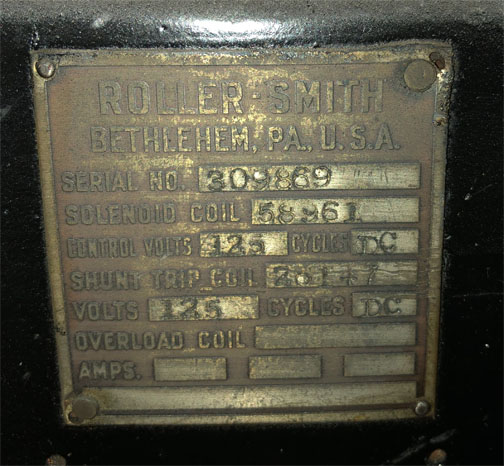 ROLLER-SMITH
BETHLEHEM, PA., U.S.A.
SERIAL NO. 309869
SOLENOID COIL 58961
CONTROL VOLTS 125 CYCLES DC
SHUNT TRIP COIL
VOLTS 125 CYCLES DC
OVERLOAD COIL
AMPS.